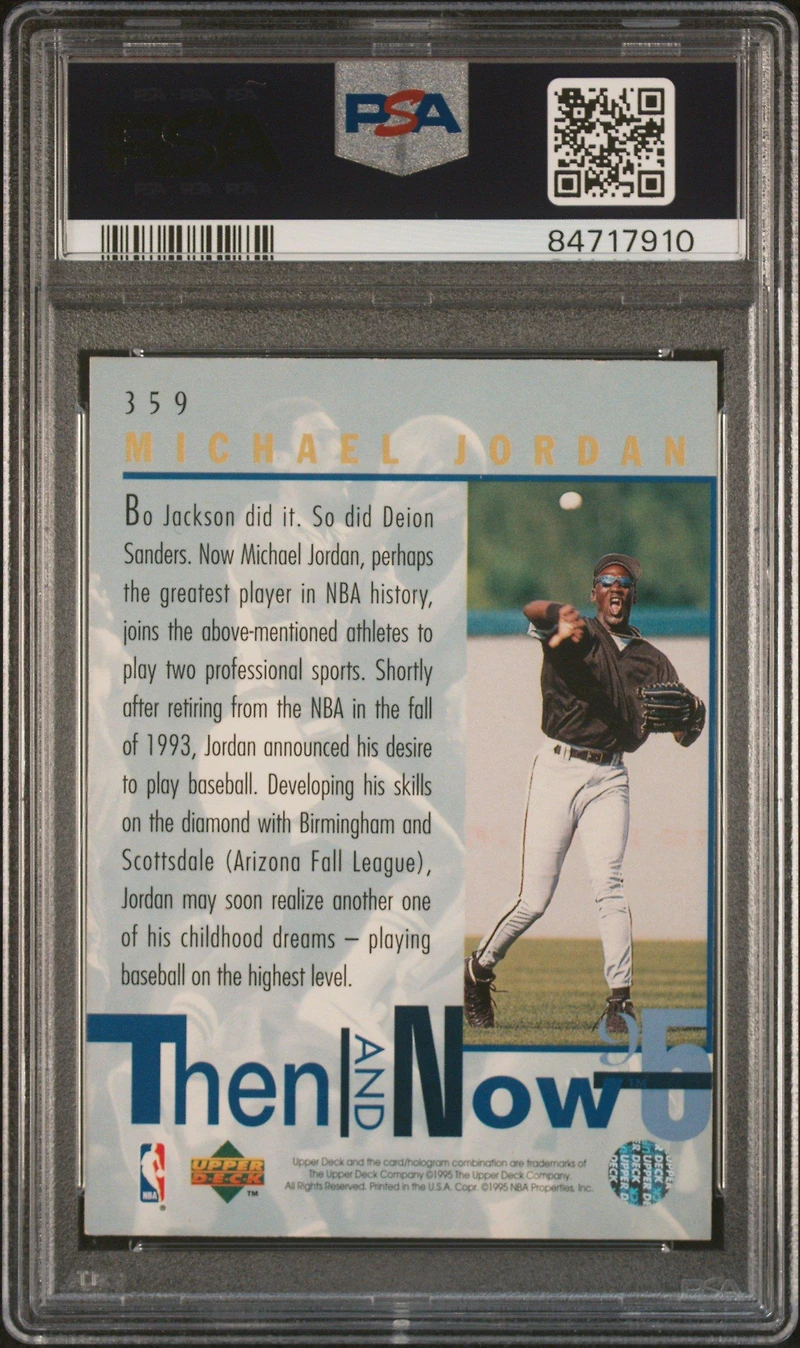 PSA
84717910
359
MICHAEL JORDAN
Bo Jackson did it. So did Deion
Sanders. Now Michael Jordan, perhaps
the greatest player in NBA history,
joins the above-mentioned athletes to
play two professional sports. Shortly
after retiring from the NBA in the fall
of 1993, Jordan announced his desire
to play baseball. Developing his skills
on the diamond with Birmingham and
Scottsdale (Arizona Fall League),
Jordan may soon realize another one
of his childhood dreams – playing
baseball on the highest level.
Then AND Now™ '95
NBA ®
UPPER
DECK ™
Upper Deck and the card/hologram combination are trademarks of
The Upper Deck Company ©1995 The Upper Deck Company.
All Rights Reserved. Printed in the U.S.A. Copr. ©1995 NBA Properties, Inc.
UPPER DECK
PSA